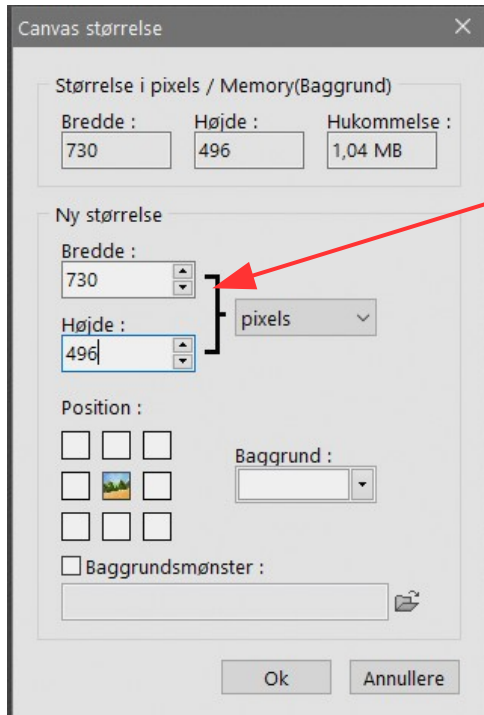 Canvas størrelse
Størrelse i pixels / Memory(Baggrund)
Bredde : Højde : Hukommelse :
730 496 1,04 MB
Ny størrelse
Bredde :
730
pixels
Højde :
496
Position :
Baggrund :
Baggrundsmønster :
Ok Annullere